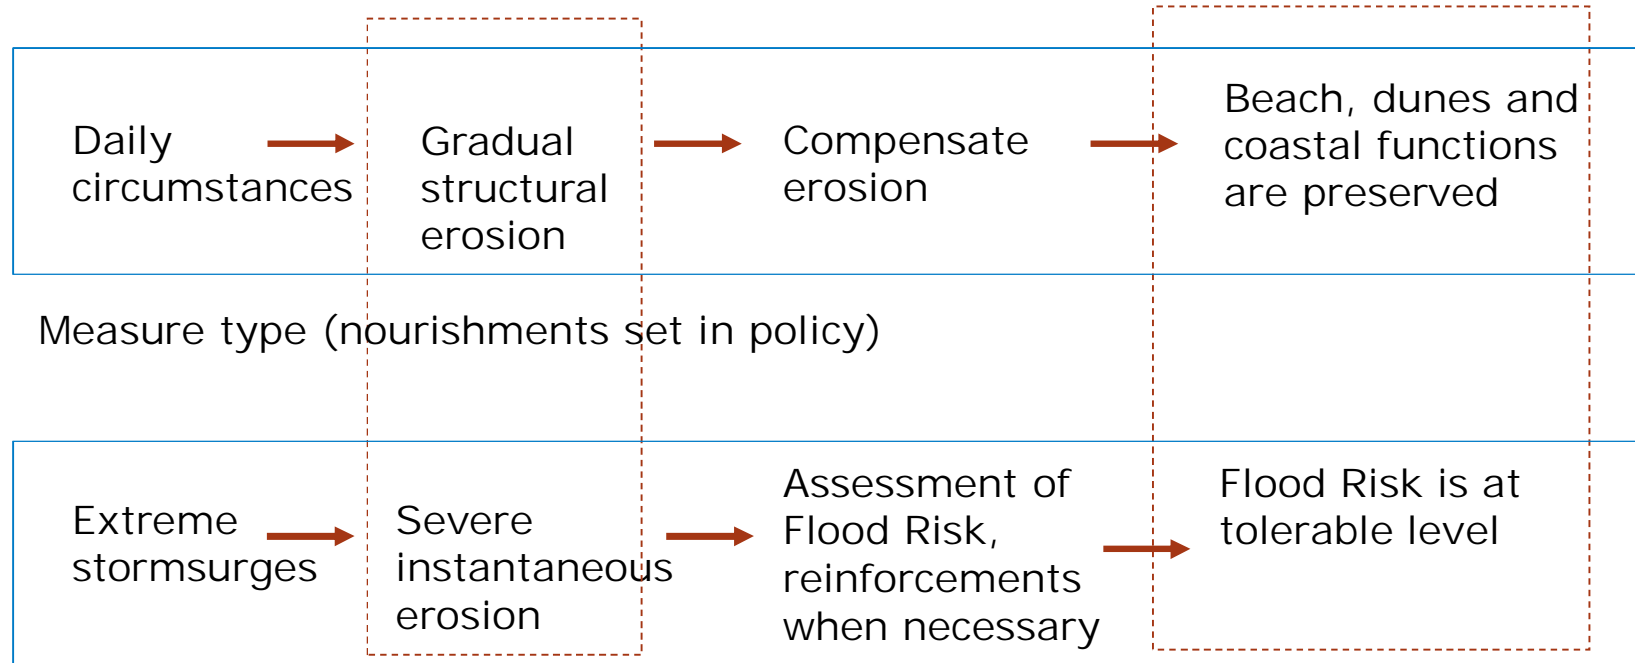 Daily
circumstances
Gradual
structural
erosion
Compensate
erosion
Beach, dunes and
coastal functions
are preserved
Measure type (nourishments set in policy)
Extreme
stormsurges
Severe
instantaneous
erosion
Assessment of
Flood Risk,
reinforcements
when necessary
Flood Risk is at
tolerable level